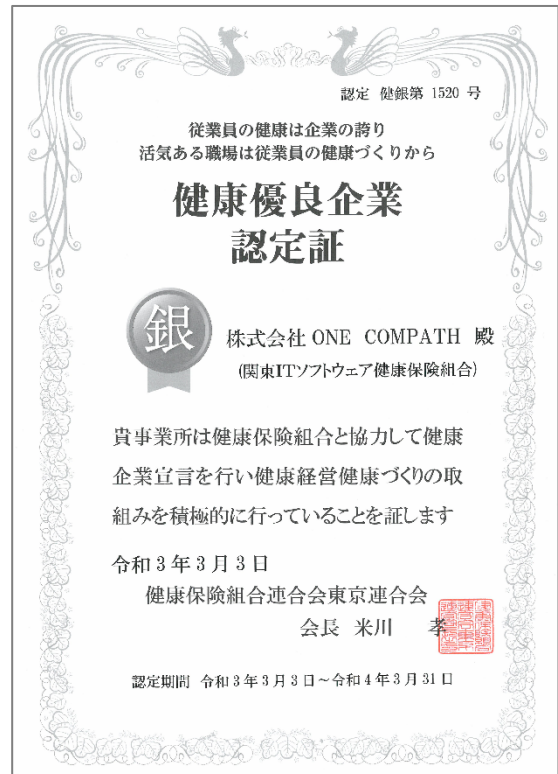 認定 健銀第 1520 号
従業員の健康は企業の誇り
活気ある職場は従業員の健康づくりから
健康優良企業
認定証
銀
株式会社 ONE COMPATH 殿
(関東ITソフトウェア健康保険組合)
貴事業所は健康保険組合と協力して健康
企業宣言を行い健康経営健康づくりの取
組みを積極的に行っていることを証します
令和3年3月3日
健康保険組合連合会東京連合会
会長 米川 孝
認定期間 令和3年3月3日～令和4年3月31日